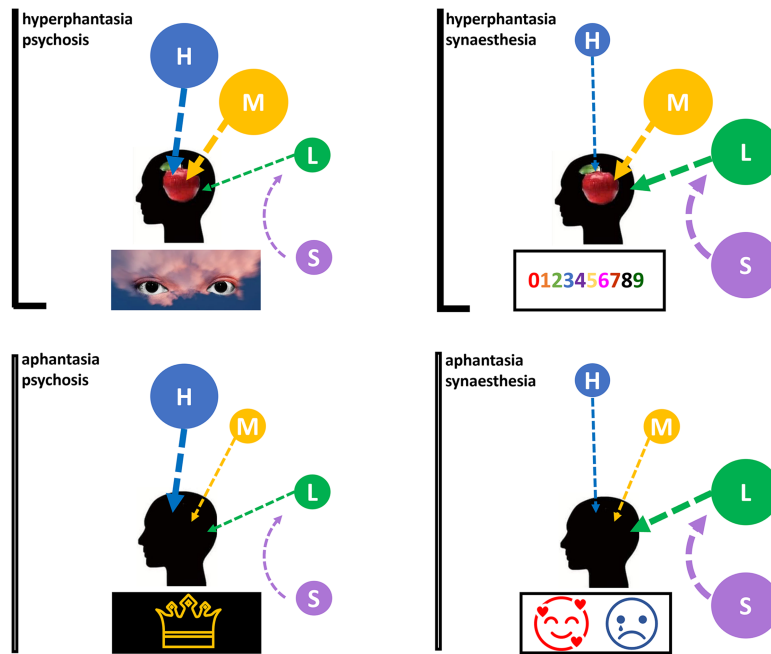 hyperphantasia
psychosis
H
M
L
S
hyperphantasia
synaesthesia
H
M
L
S
0123456789
aphantasia
psychosis
H
M
L
S
aphantasia
synaesthesia
H
M
L
S